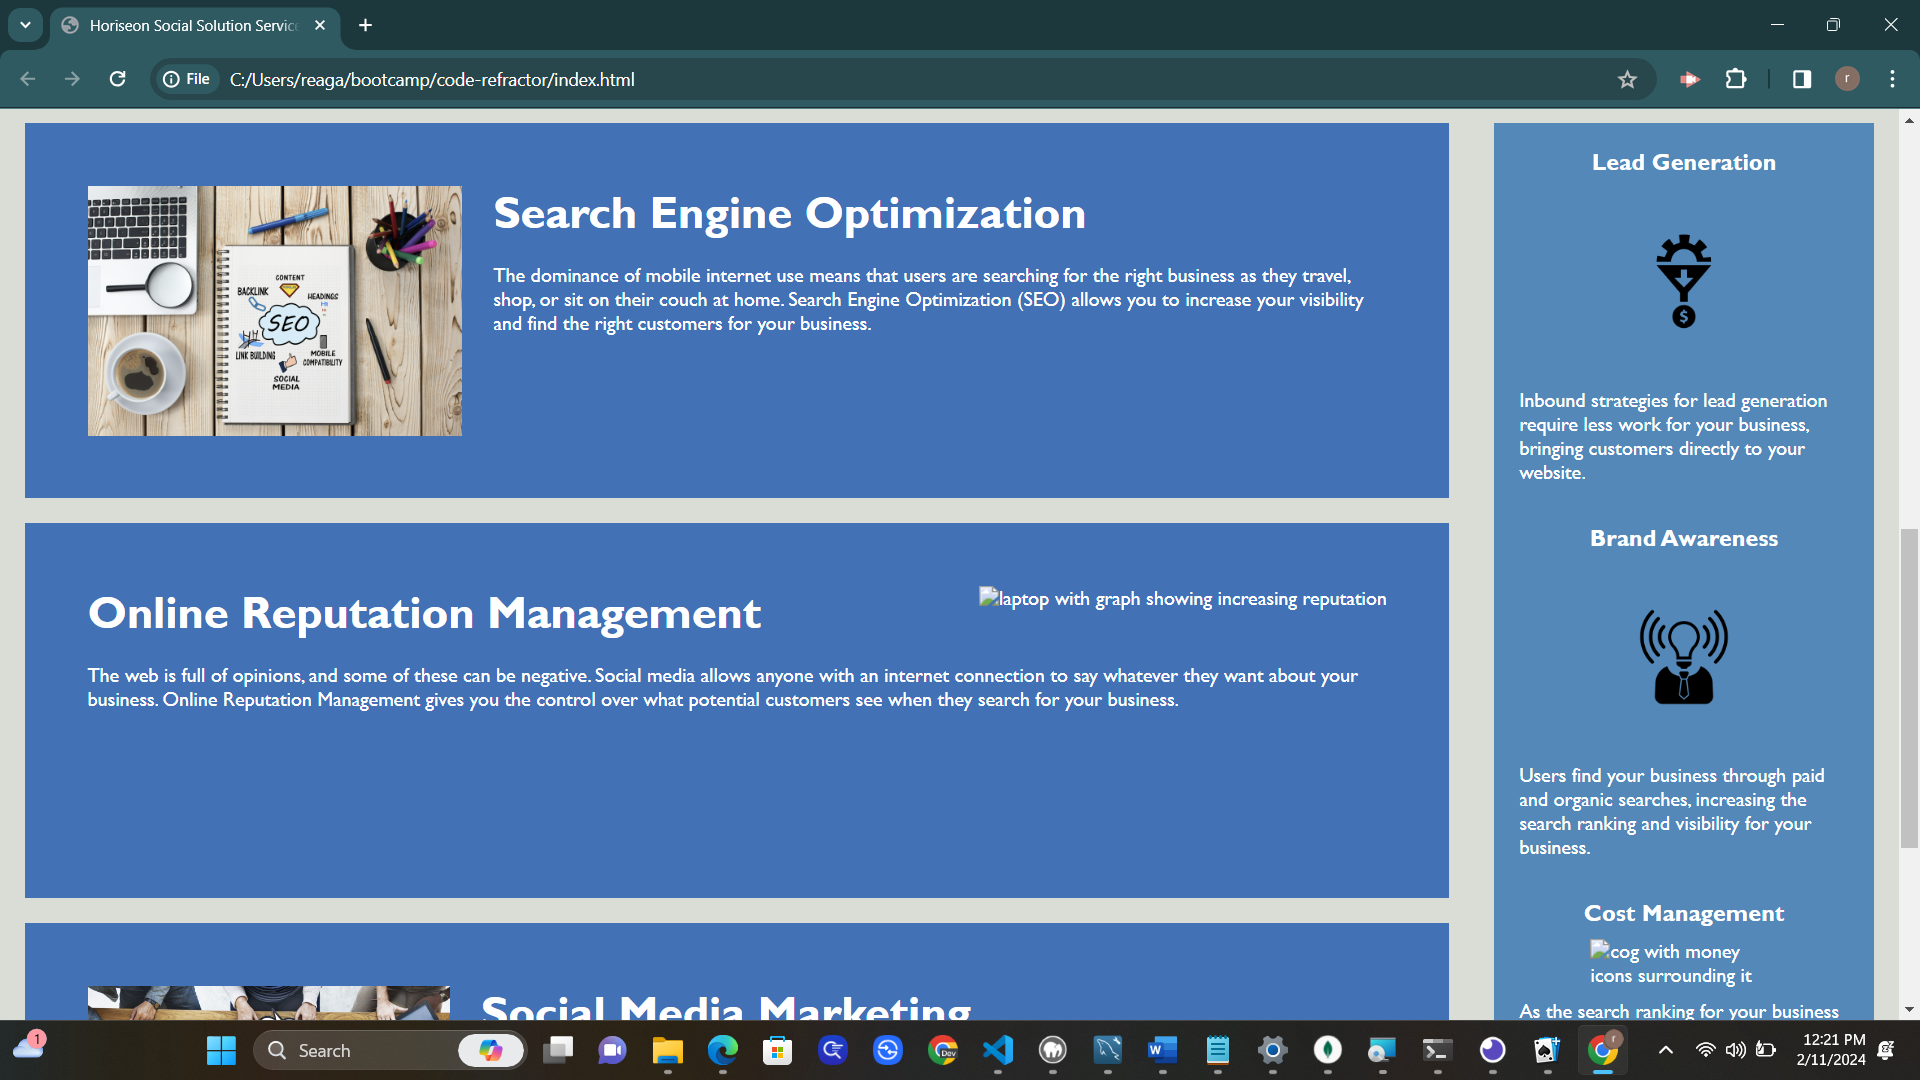 Horiseon Social Solution Service
File
C:/Users/reaga/bootcamp/code-refractor/index.html
r
CONTENT
BACKLINK
HEADINGS
H1
SEO
LINK BUILDING
MOBILE
COMPATIBILITY
SOCIAL
MEDIA
Search Engine Optimization
The dominance of mobile internet use means that users are searching for the right business as they travel,
shop, or sit on their couch at home. Search Engine Optimization (SEO) allows you to increase your visibility
and find the right customers for your business.
Online Reputation Management
laptop with graph showing increasing reputation
The web is full of opinions, and some of these can be negative. Social media allows anyone with an internet connection to say whatever they want about your
business. Online Reputation Management gives you the control over what potential customers see when they search for your business.
Social Media Marketing
Lead Generation
$
Inbound strategies for lead generation
require less work for your business,
bringing customers directly to your
website.
Brand Awareness
Users find your business through paid
and organic searches, increasing the
search ranking and visibility for your
business.
Cost Management
cog with money
icons surrounding it
As the search ranking for your business
1
Search
Dev
W
r
12:21 PM
2/11/2024